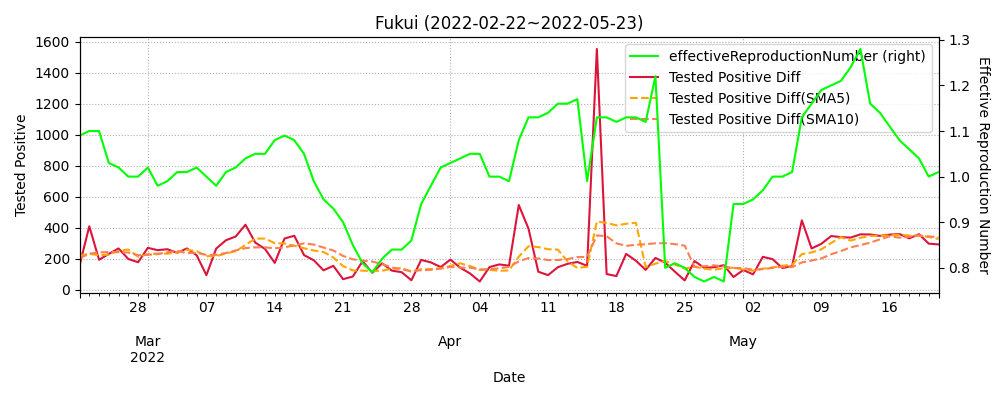 Fukui (2022-02-22~2022-05-23)
effectiveReproductionNumber (right)
Tested Positive Diff
Tested Positive Diff(SMA5)
Tested Positive Diff(SMA10)
Tested Positive
1600
1400
1200
1000
800
600
400
200
0
1.3
1.2
1.1
1.0
0.9
0.8
Effective Reproduction Number
28 07 14 21 28 04 11 18 25 02 09 16
Mar Apr May
2022
Date